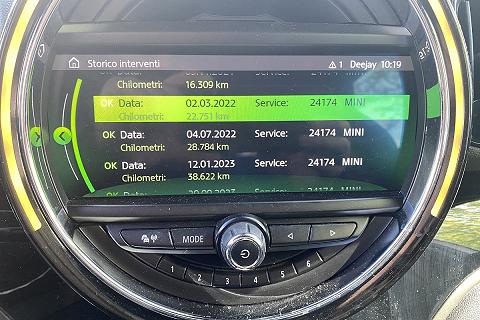 Storico interventi 1 Deejay 10:19
Chilometri: 16.309 km
OK Data: 02.03.2022 Service: 24174 MINI
Chilometri: 22.751 km
OK Data: 04.07.2022 Service: 24174 MINI
Chilometri: 28.784 km
OK Data: 12.01.2023 Service: 24174 MINI
Chilometri: 38.622 km
MODE
1 2 3 4 5 6